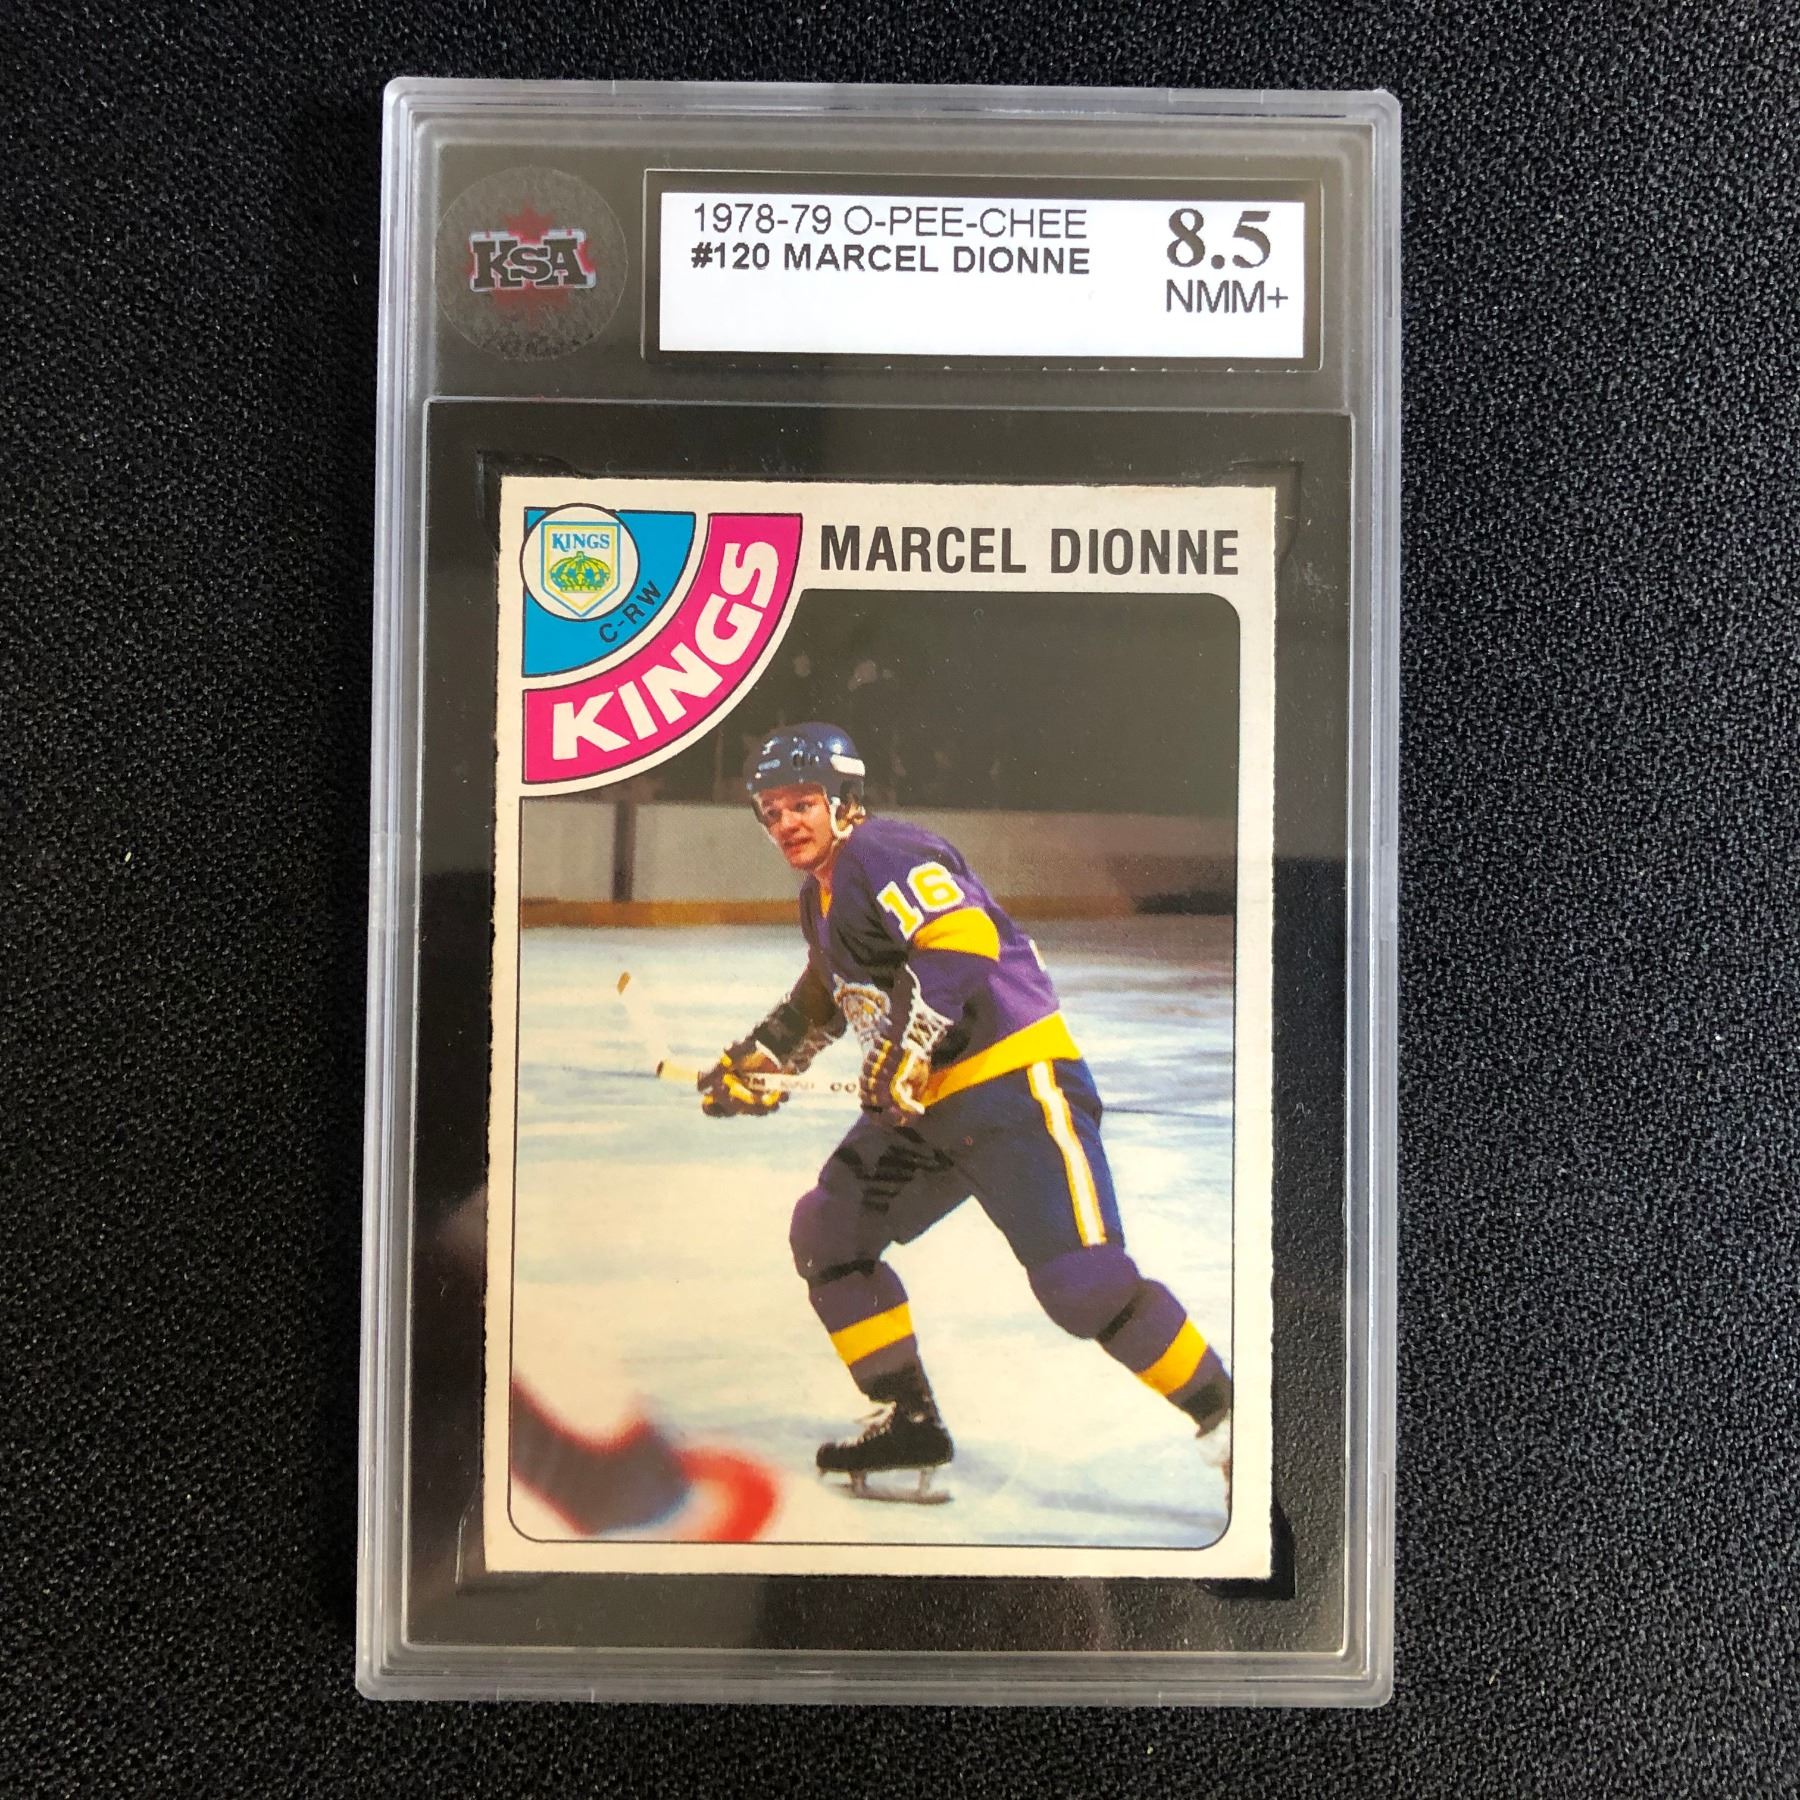 KSA
1978-79 O-PEE-CHEE
#120 MARCEL DIONNE
8.5
NMM+
KINGS
C-RW
KINGS
MARCEL DIONNE
16